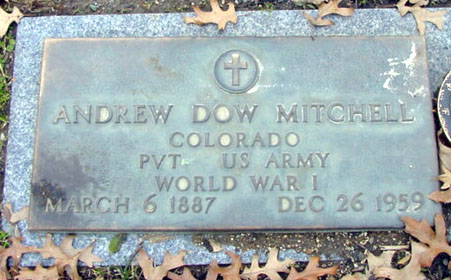 ANDREW DOW MITCHELL
COLORADO
PVT US ARMY
WORLD WAR I
MARCH 6 1887 DEC 26 1959